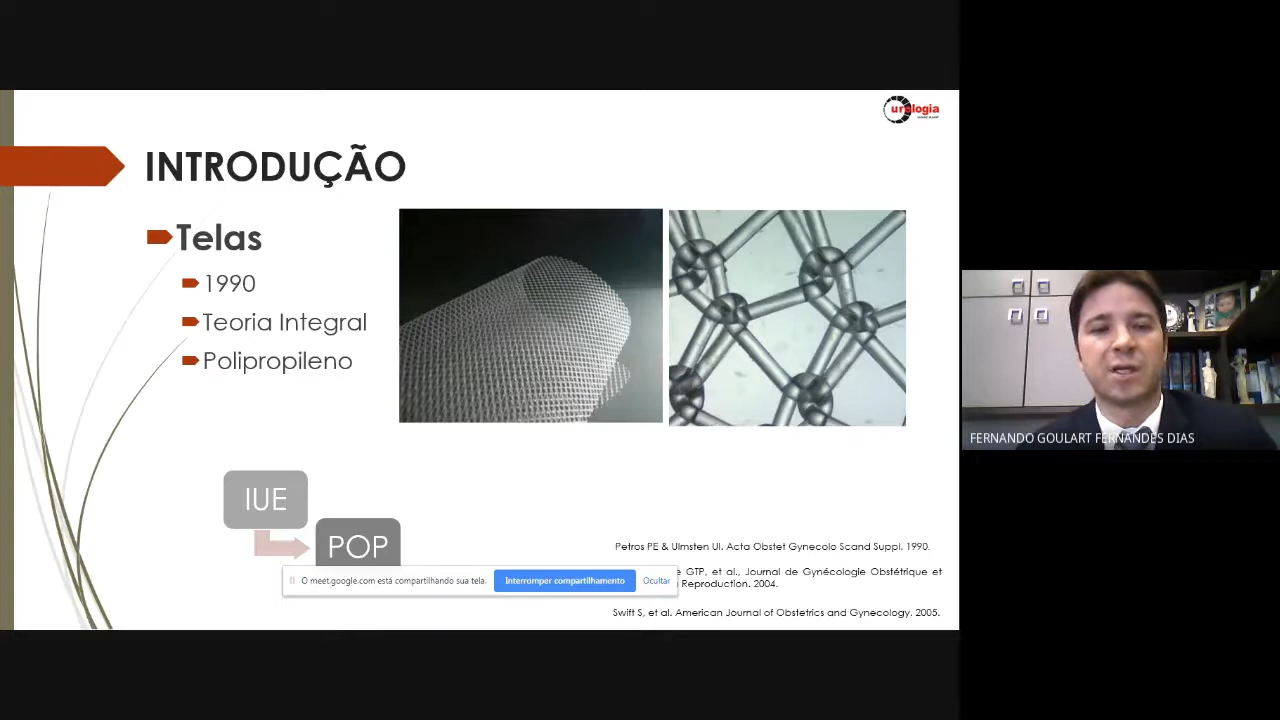 urologia
INTRODUÇÃO
Telas
1990
Teoria Integral
Polipropileno
IUE
POP
Petros PE & Ulmsten UI. Acta Obstet Gynecolo Scand Suppl. 1990.
GTP, et al., Journal de Gynécologie Obstétrique et
Reproduction. 2004.
Swift S, et al. American Journal of Obstetrics and Gynecology. 2005.
O meet.google.com está compartilhando sua tela.
Interromper compartilhamento
Ocultar
FERNANDO GOULART FERNANDES DIAS